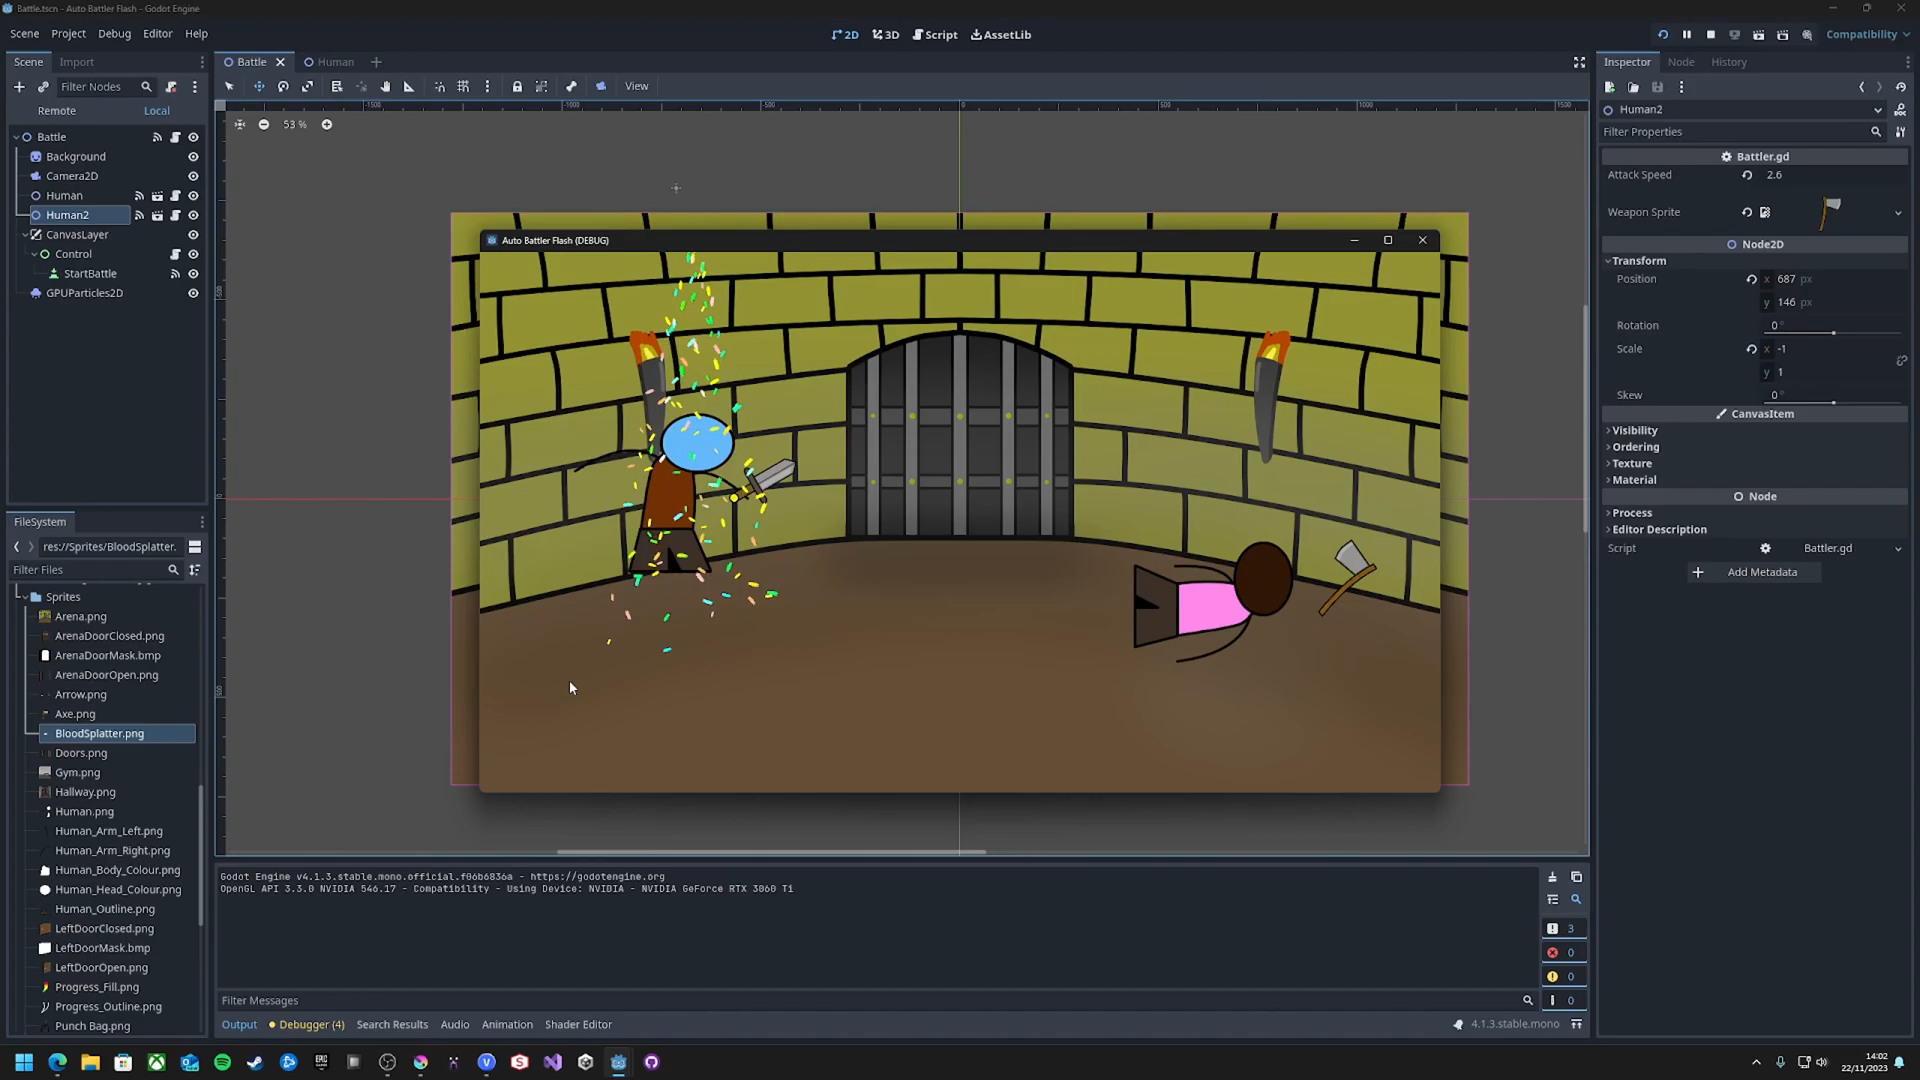 Battle.tscn - Auto Battler Flash - Godot Engine
Scene Project Debug Editor Help
2D 3D Script AssetLib
Compatibility
Scene Import
Filter Nodes
Remote Local
Battle
Background
Camera2D
Human
Human2
CanvasLayer
Control
StartBattle
GPUParticles2D
FileSystem
res://Sprites/BloodSplatter.
Filter Files
Sprites
Arena.png
ArenaDoorClosed.png
ArenaDoorMask.bmp
ArenaDoorOpen.png
Arrow.png
Axe.png
BloodSplatter.png
Doors.png
Gym.png
Hallway.png
Human.png
Human_Arm_Left.png
Human_Arm_Right.png
Human_Body_Colour.png
Human_Head_Colour.png
Human_Outline.png
LeftDoorClosed.png
LeftDoorMask.bmp
LeftDoorOpen.png
Progress_Fill.png
Progress_Outline.png
Punch Bag.png
Battle Human
View
-1500 -1000 -500 0 500 1000 1500
53 %
Auto Battler Flash (DEBUG)
Godot Engine v4.1.3.stable.mono.official.f06b6836a - https://godotengine.org
OpenGL API 3.3.0 NVIDIA 546.17 - Compatibility - Using Device: NVIDIA - NVIDIA GeForce RTX 3060 Ti
3
0
0
0
Filter Messages
Output Debugger (4) Search Results Audio Animation Shader Editor
4.1.3.stable.mono
Inspector Node History
Human2
Filter Properties
Battler.gd
Attack Speed 2.6
Weapon Sprite
Node2D
Transform
Position x 687 px
y 146 px
Rotation 0 °
Scale x -1
y 1
Skew 0 °
CanvasItem
Visibility
Ordering
Texture
Material
Node
Process
Editor Description
Script Battler.gd
Add Metadata
EPIC
14:02
22/11/2023